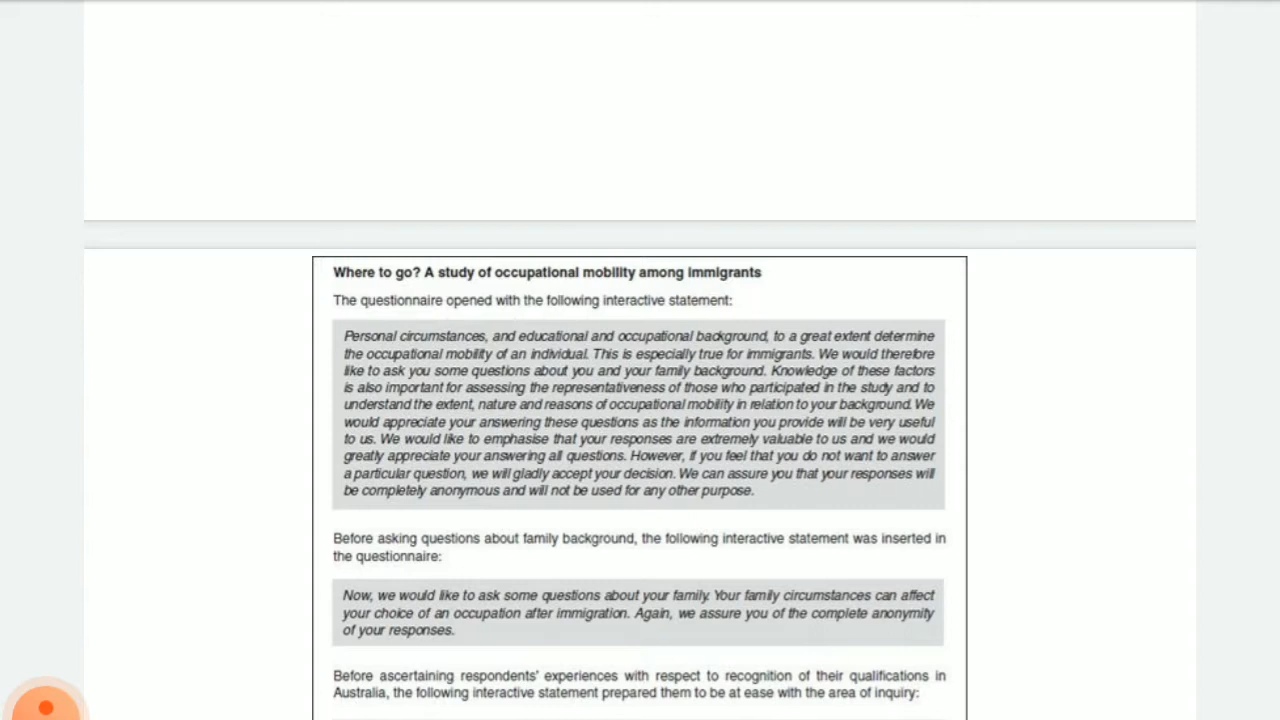 Where to go? A study of occupational mobility among immigrants
The questionnaire opened with the following interactive statement:
Personal circumstances, and educational and occupational background, to a great extent determine
the occupational mobility of an individual. This is especially true for immigrants. We would therefore
like to ask you some questions about you and your family background. Knowledge of these factors
is also important for assessing the representativeness of those who participated in the study and to
understand the extent, nature and reasons of occupational mobility in relation to your background. We
would appreciate your answering these questions as the information you provide will be very useful
to us. We would like to emphasise that your responses are extremely valuable to us and we would
greatly appreciate your answering all questions. However, if you feel that you do not want to answer
a particular question, we will gladly accept your decision. We can assure you that your responses will
be completely anonymous and will not be used for any other purpose.
Before asking questions about family background, the following interactive statement was inserted in
the questionnaire:
Now, we would like to ask some questions about your family. Your family circumstances can affect
your choice of an occupation after immigration. Again, we assure you of the complete anonymity
of your responses.
Before ascertaining respondents' experiences with respect to recognition of their qualifications in
Australia, the following interactive statement prepared them to be at ease with the area of inquiry: